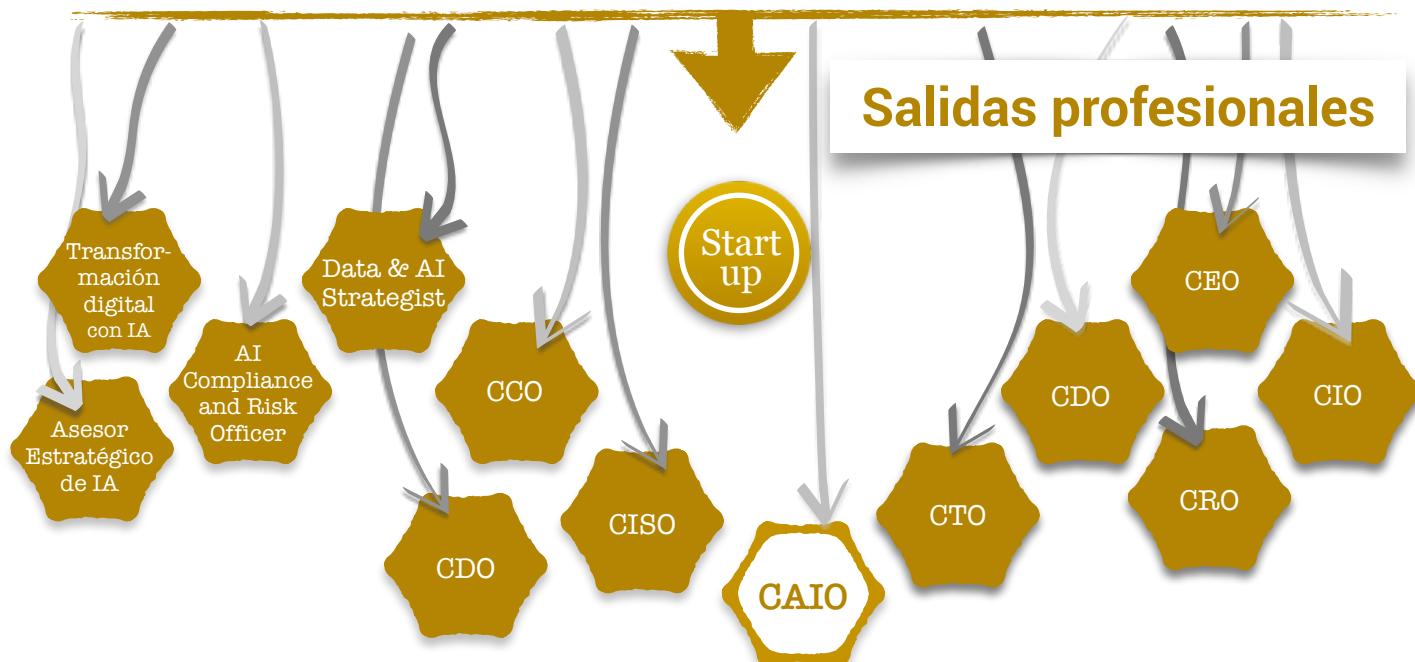 Salidas profesionales
Start
up
Transfor-
mación
digital
con IA
Data & AI
Strategist
CEO
AI
Compliance
and Risk
Officer
CCO
CDO
CIO
Asesor
Estratégico
de IA
CISO
CTO
CRO
CDO
CAIO